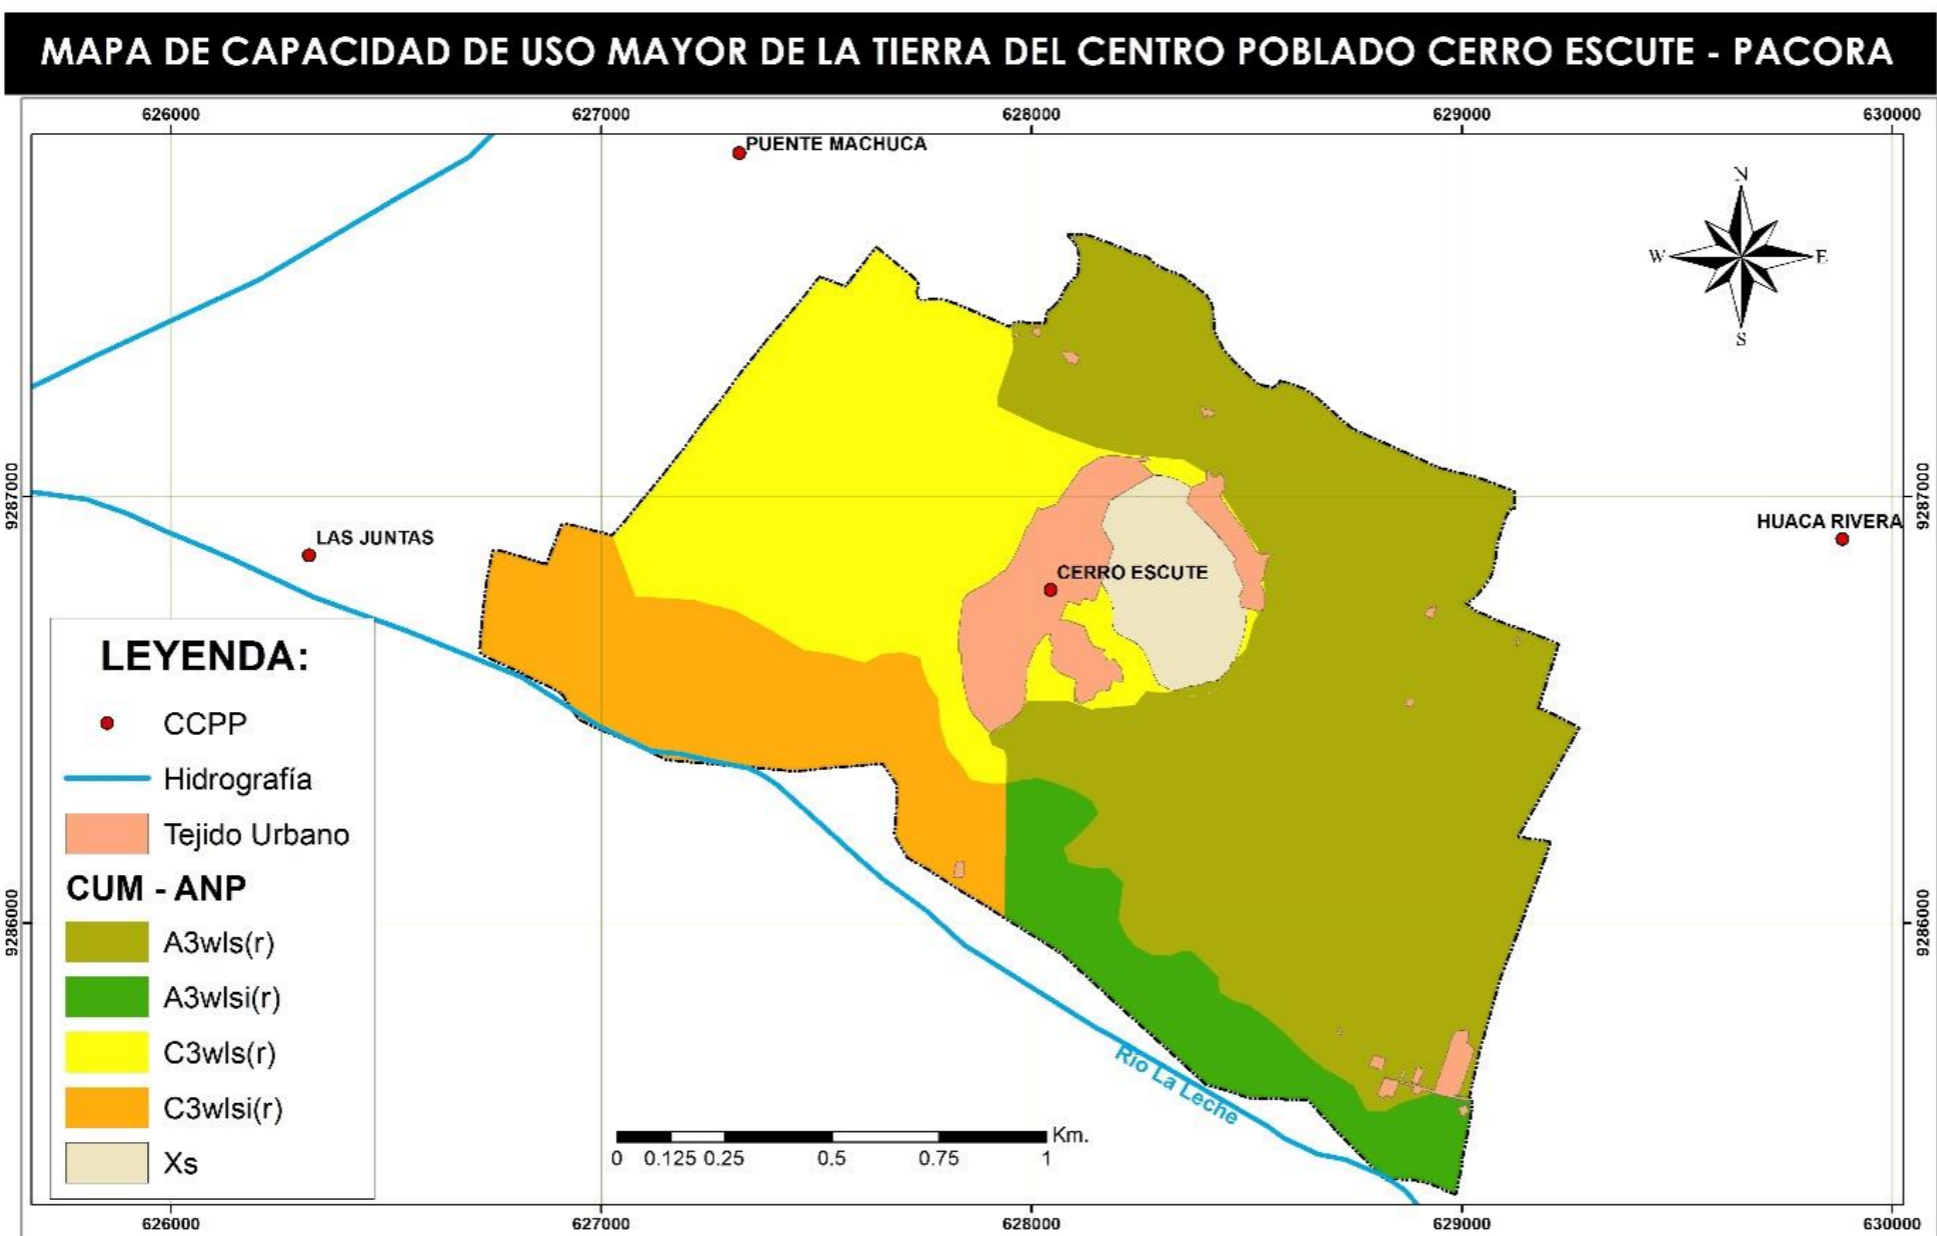 MAPA DE CAPACIDAD DE USO MAYOR DE LA TIERRA DEL CENTRO POBLADO CERRO ESCUTE - PACORA
626000 627000 628000 629000 630000
PUENTE MACHUCA
N
W E
S
9287000
9287000
HUACA RIVERA
LAS JUNTAS
CERRO ESCUTE
LEYENDA:
CCPP
Hidrografía
Tejido Urbano
CUM - ANP
A3wls(r)
A3wlsi(r)
C3wls(r)
C3wlsi(r)
Xs
9286000
9286000
Río La Leche
Km.
0 0.125 0.25 0.5 0.75 1
626000 627000 628000 629000 630000